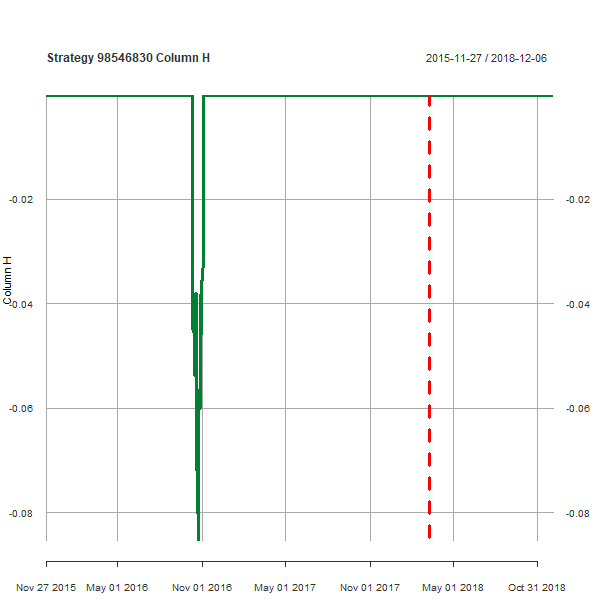 Strategy 98546830 Column H
2015-11-27 / 2018-12-06
-0.02 -0.02
Column H
-0.04 -0.04
-0.06 -0.06
-0.08 -0.08
Nov 27 2015 May 01 2016 Nov 01 2016 May 01 2017 Nov 01 2017 May 01 2018 Oct 31 2018